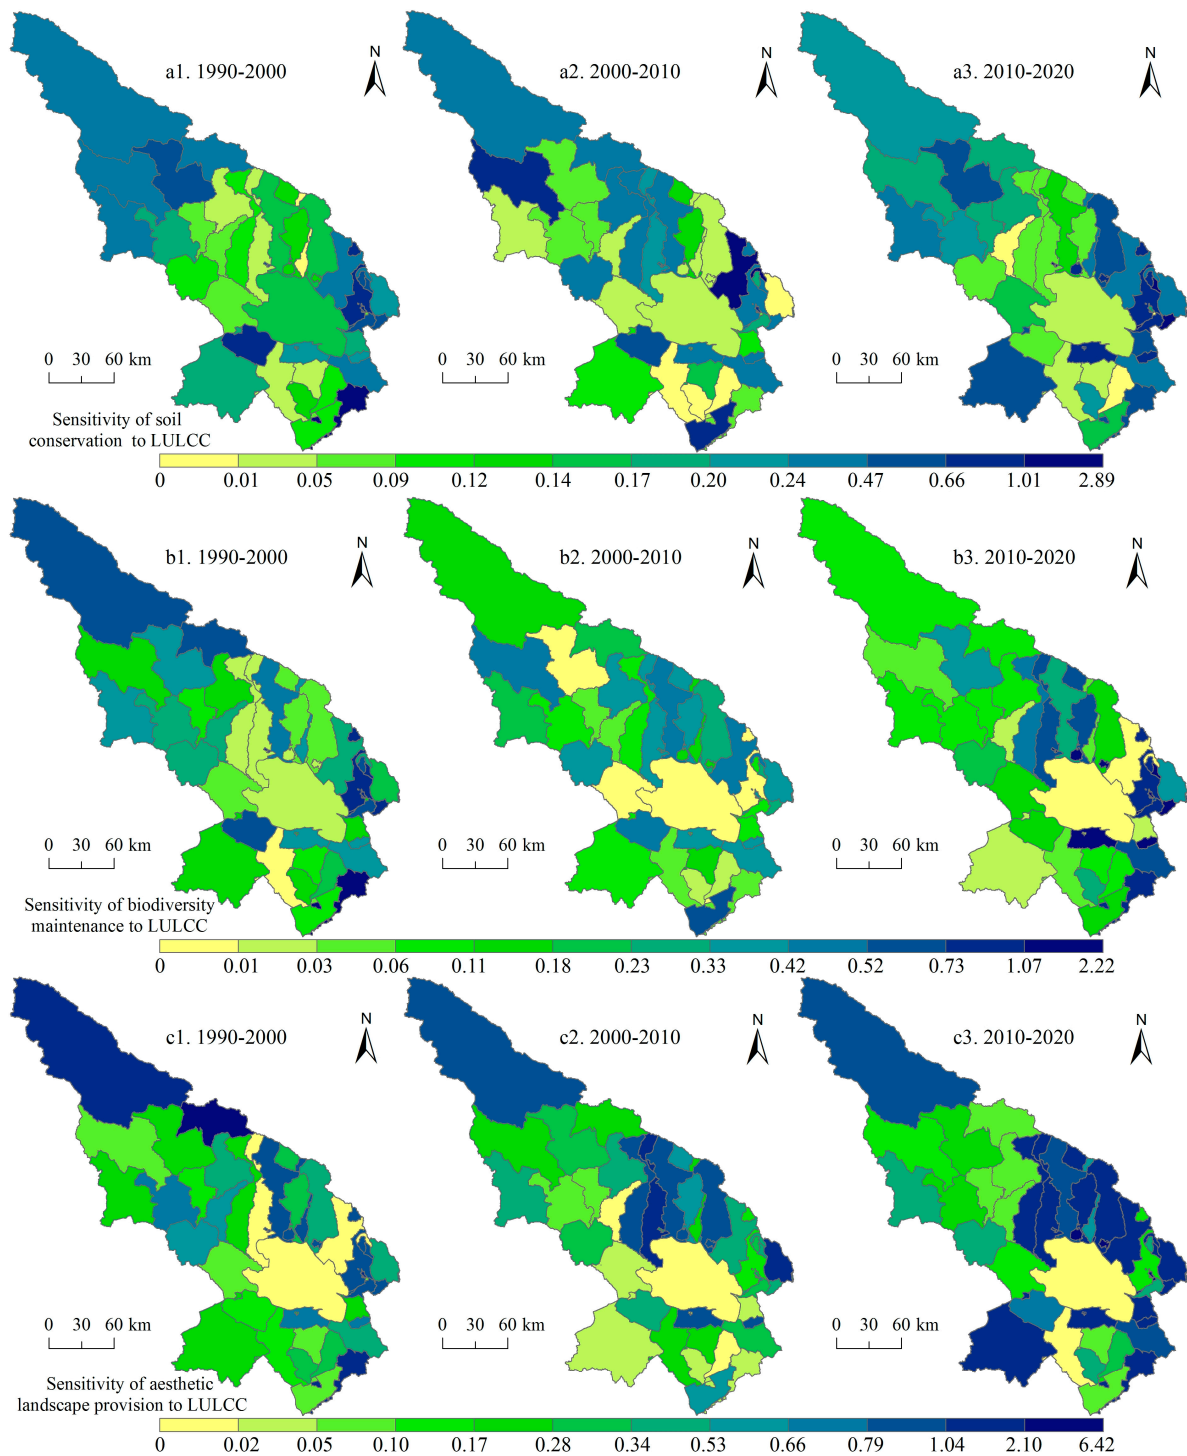 a1. 1990-2000
N
a2. 2000-2010
N
a3. 2010-2020
N
0 30 60 km
0 30 60 km
0 30 60 km
Sensitivity of soil
conservation to LULCC
0 0.01 0.05 0.09 0.12 0.14 0.17 0.20 0.24 0.47 0.66 1.01 2.89
b1. 1990-2000
N
b2. 2000-2010
N
b3. 2010-2020
N
0 30 60 km
0 30 60 km
0 30 60 km
Sensitivity of biodiversity
maintenance to LULCC
0 0.01 0.03 0.06 0.11 0.18 0.23 0.33 0.42 0.52 0.73 1.07 2.22
c1. 1990-2000
N
c2. 2000-2010
N
c3. 2010-2020
N
0 30 60 km
0 30 60 km
0 30 60 km
Sensitivity of aesthetic
landscape provision to LULCC
0 0.02 0.05 0.10 0.17 0.28 0.34 0.53 0.66 0.79 1.04 2.10 6.42